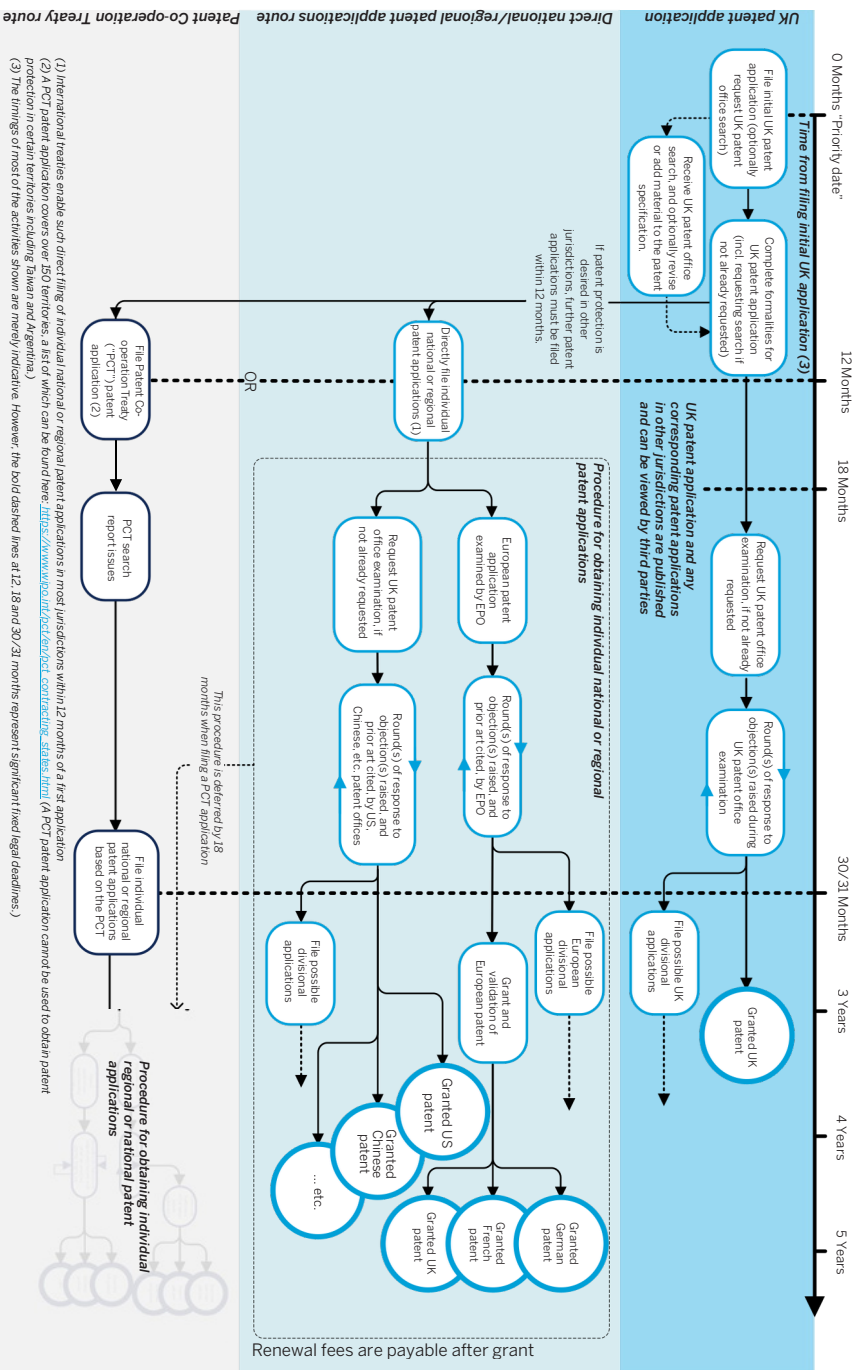 0 Months "Priority date"
12 Months
18 Months
30/31 Months
3 Years
4 Years
5 Years
Time from filing initial UK application (3)
UK patent application
File initial UK patent
application (optionally
request UK patent
office search)
Receive UK patent office
search, and optionally revise
or add material to the patent
specification.
Complete formalities for
UK patent application
(incl. requesting search if
not already requested)
UK patent application and any
corresponding patent applications
in other jurisdictions are published
and can be viewed by third parties
Request UK patent office
examination, if not already
requested
Round(s) of response to
objection(s) raised during
UK patent office
examination
File possible UK
divisional
applications
Granted UK
patent
Direct national/regional patent applications route
If patent protection is
desired in other
jurisdictions, further patent
applications must be filed
within 12 months.
Directly file individual
national or regional
patent applications (1)
OR
Procedure for obtaining individual national or regional
patent applications
European patent
application
examined by EPO
Round(s) of response to
objection(s) raised, and
prior art cited, by EPO
File possible
European
divisional
applications
Grant and
validation of
European patent
Granted
German
patent
Granted
French
patent
Granted UK
patent
Request UK patent
office examination, if
not already requested
Round(s) of response to
objection(s) raised, and
prior art cited, by US,
Chinese, etc. patent offices
File possible
divisional
applications
Granted US
patent
Granted
Chinese
patent
... etc.
Renewal fees are payable after grant
Patent Co-operation Treaty route
File Patent Co-
operation Treaty
("PCT") patent
application (2)
PCT search
report issues
This procedure is deferred by 18
months when filing a PCT application
File individual
national or regional
patent applications
based on the PCT
Procedure for obtaining individual
regional or national patent
applications
(1) International treaties enable such direct filing of individual national or regional patent applications in most jurisdictions within 12 months of a first application
(2) A PCT patent application covers over 150 territories, a list of which can be found here: https://www.wipo.int/pct/en/pct_contracting_states.html (A PCT patent application cannot be used to obtain patent
protection in certain territories including Taiwan and Argentina.)
(3) The timings of most of the activities shown are merely indicative. However, the bold dashed lines at 12, 18 and 30/31 months represent significant fixed legal deadlines.)